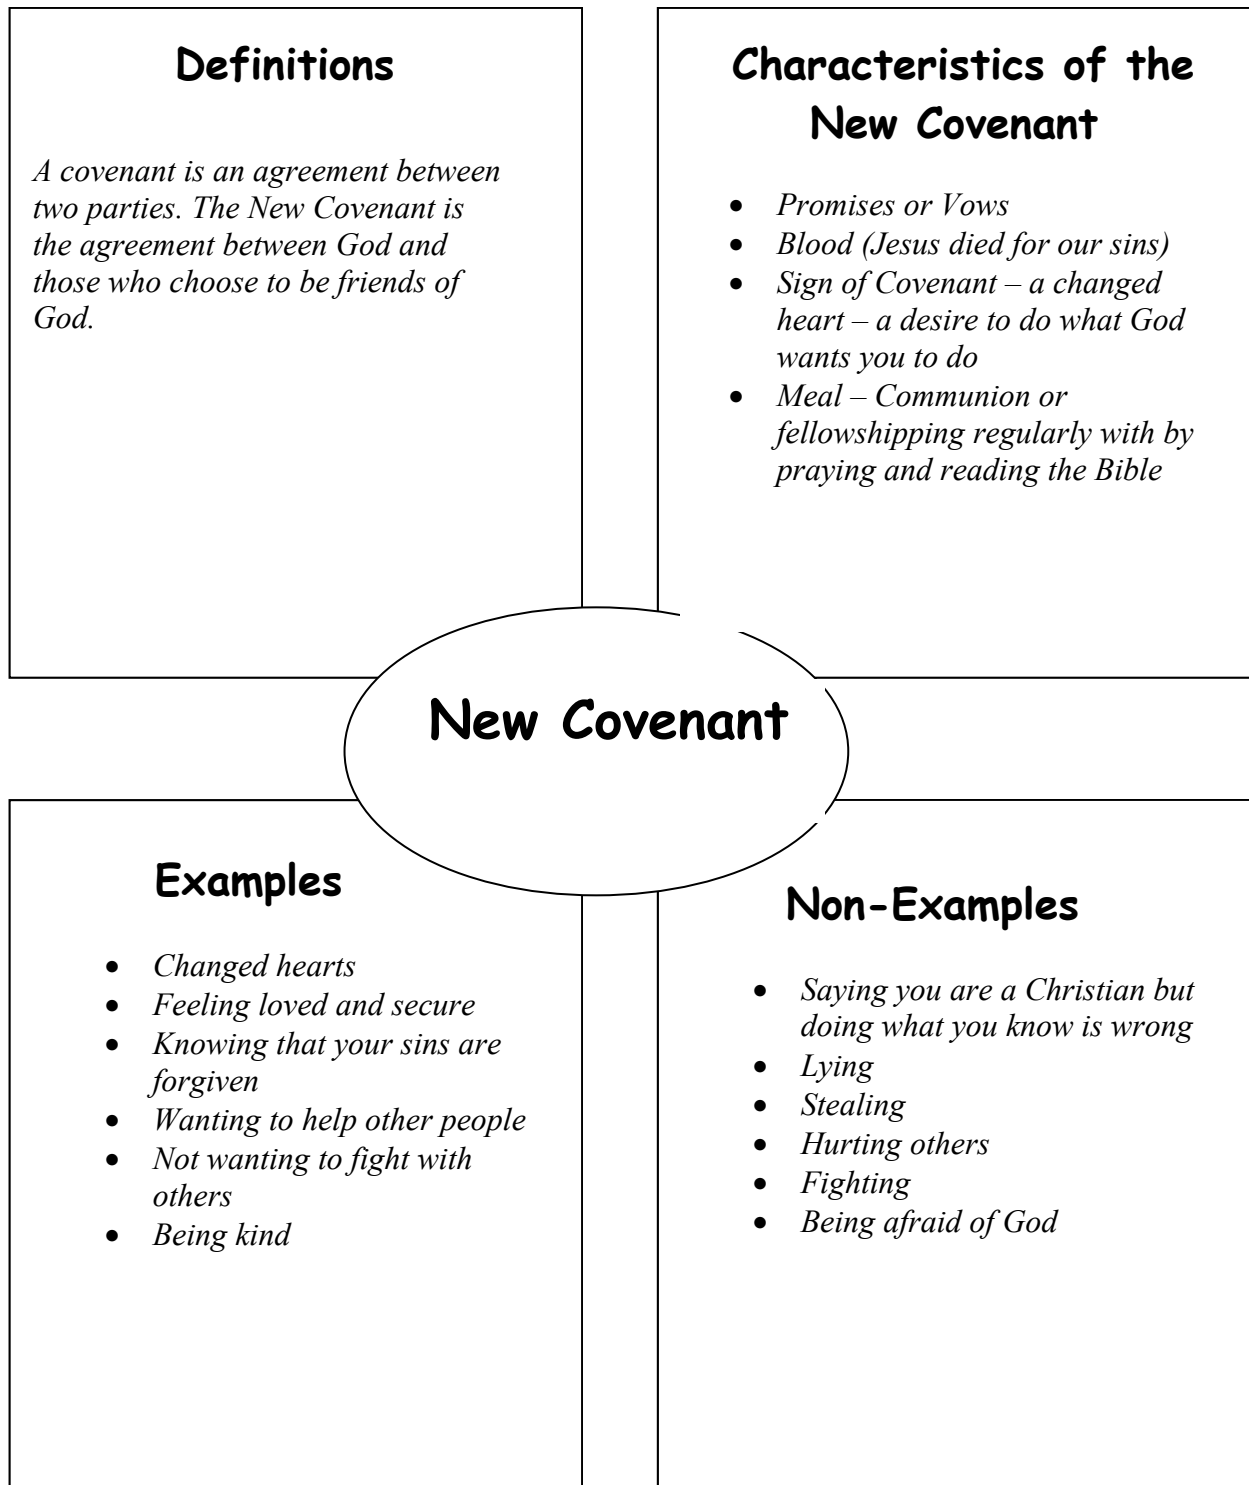 Definitions
A covenant is an agreement between
two parties. The New Covenant is
the agreement between God and
those who choose to be friends of
God.
Characteristics of the
New Covenant
• Promises or Vows
• Blood (Jesus died for our sins)
• Sign of Covenant – a changed
heart – a desire to do what God
wants you to do
• Meal – Communion or
fellowshipping regularly with by
praying and reading the Bible
New Covenant
Examples
• Changed hearts
• Feeling loved and secure
• Knowing that your sins are
forgiven
• Wanting to help other people
• Not wanting to fight with
others
• Being kind
Non-Examples
• Saying you are a Christian but
doing what you know is wrong
• Lying
• Stealing
• Hurting others
• Fighting
• Being afraid of God